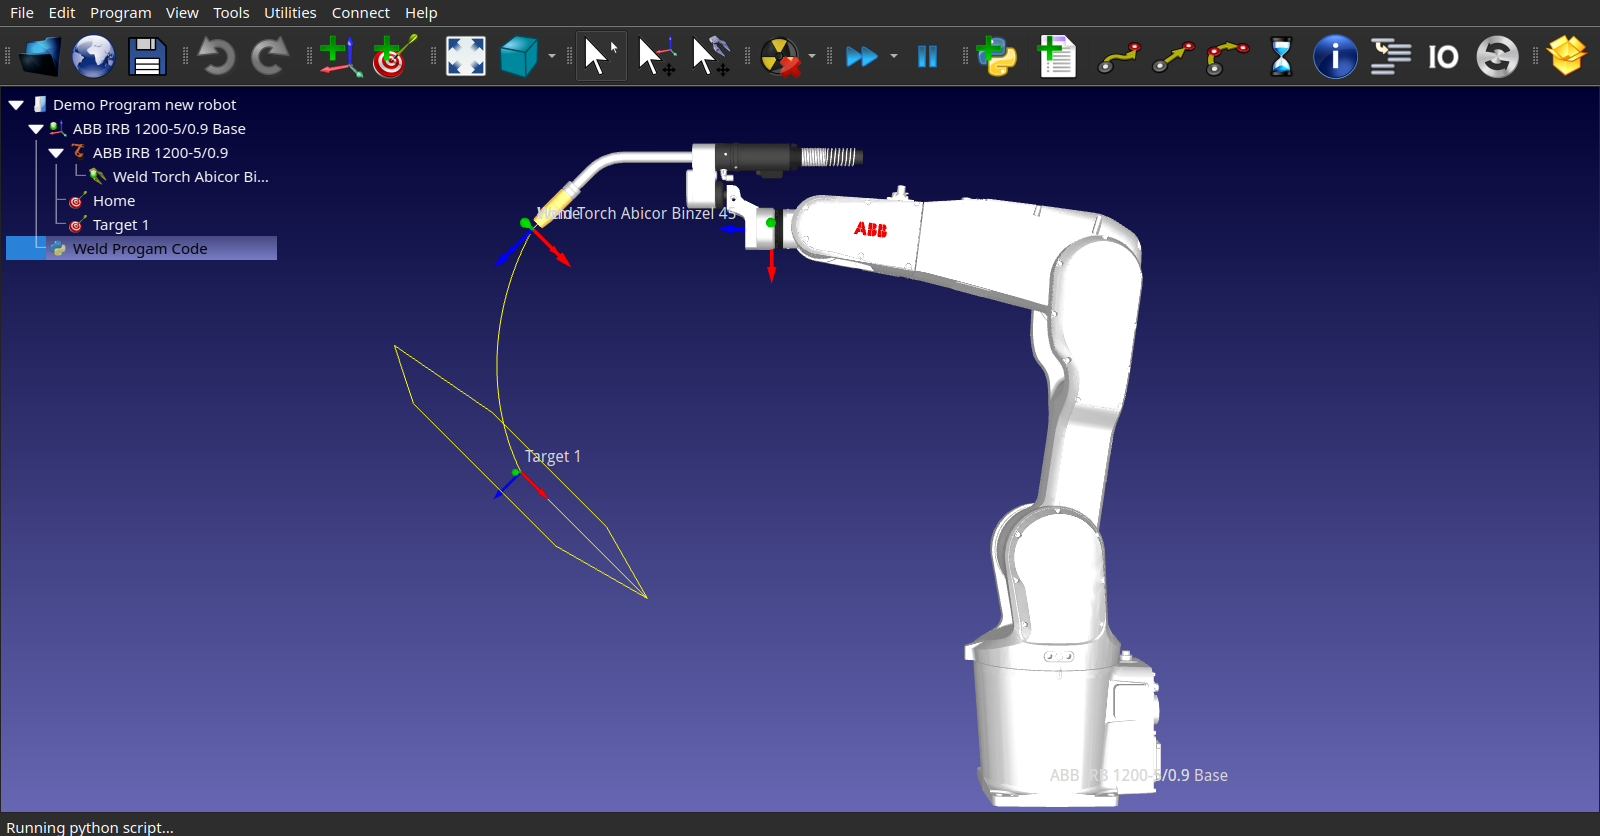 File Edit Program View Tools Utilities Connect Help
IO
Demo Program new robot
ABB IRB 1200-5/0.9 Base
ABB IRB 1200-5/0.9
Weld Torch Abicor Bi...
Home
Target 1
Weld Progam Code
Torch Abicor Binzel 45
ABB
Target 1
ABB IRB 1200-5/0.9 Base
Running python script...